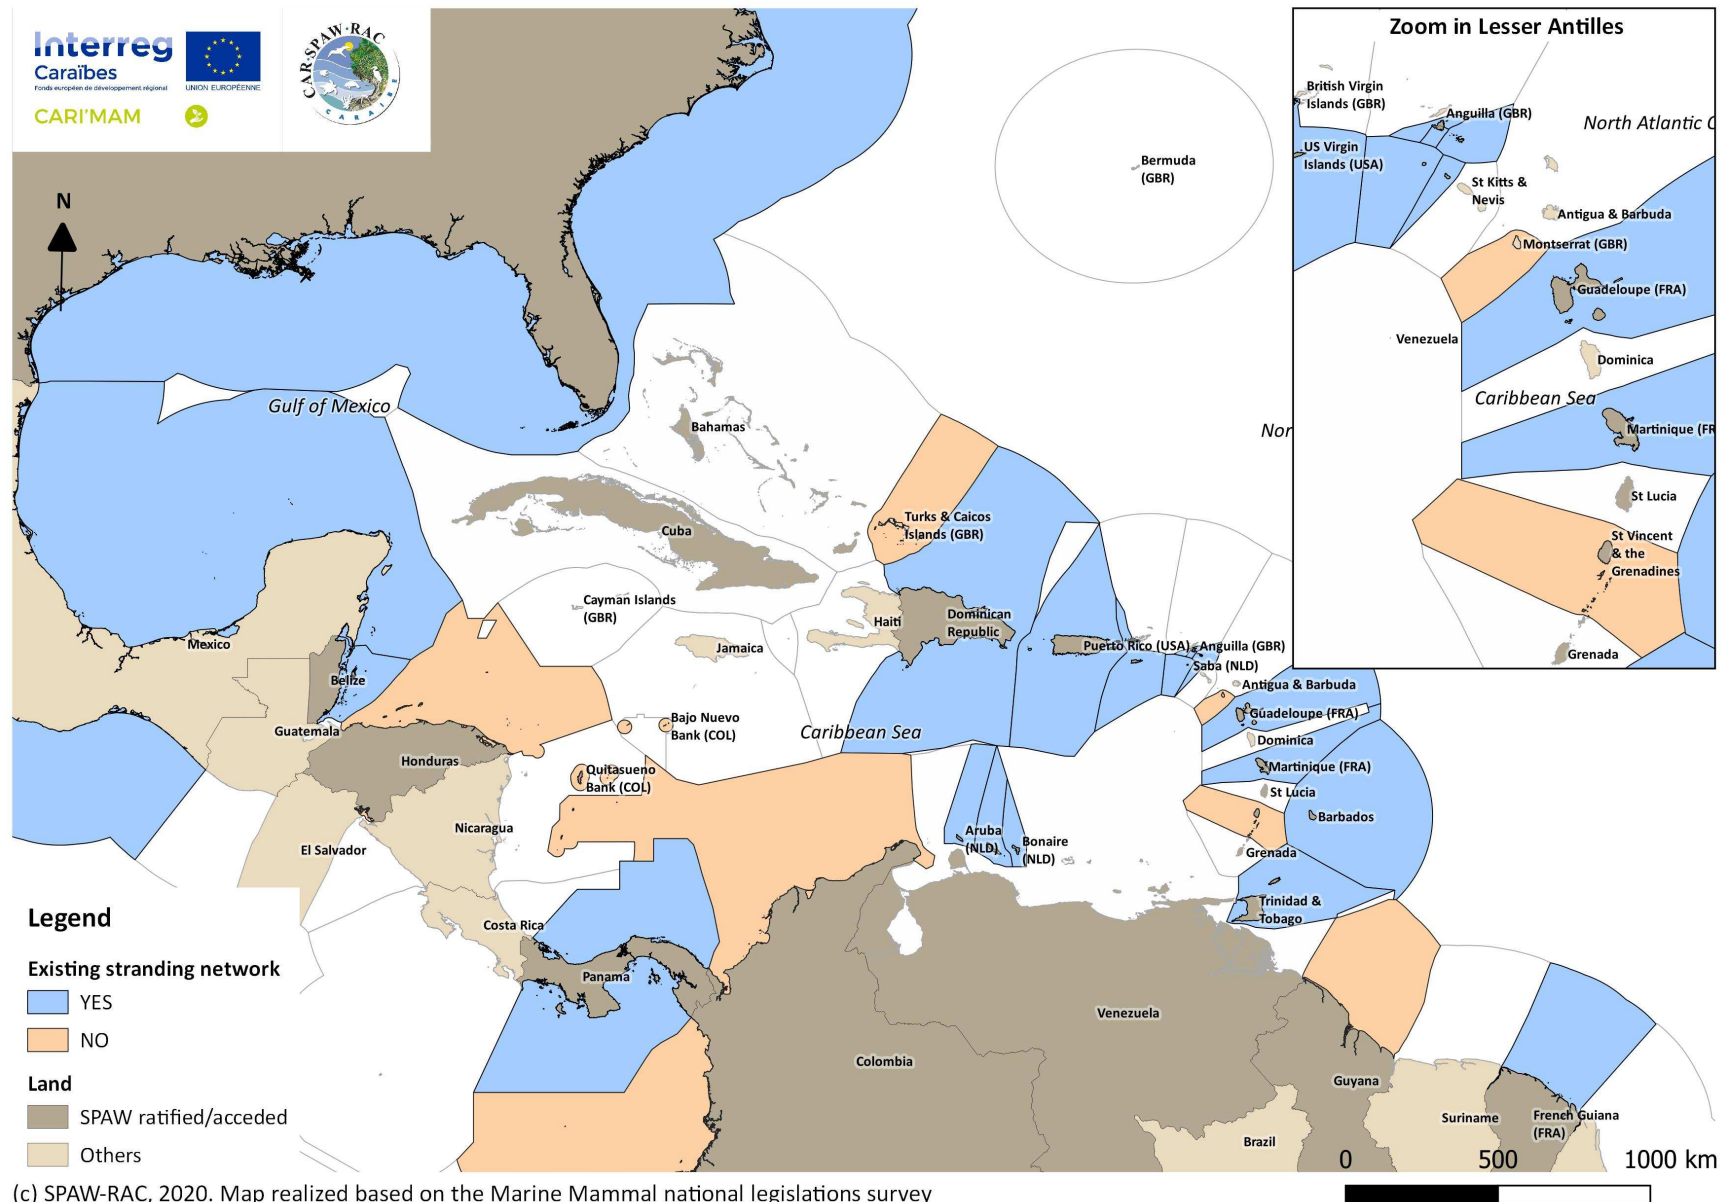 Interreg
Caraïbes
Fonds européen de développement régional
UNION EUROPÉENNE
CARI'MAM
CAR-SPAW-RAC
CARAIBE
N
Zoom in Lesser Antilles
British Virgin
Islands (GBR)
Anguilla (GBR)
North Atlantic O
US Virgin
Islands (USA)
St Kitts &
Nevis
Antigua & Barbuda
Montserrat (GBR)
Guadeloupe (FRA)
Venezuela
Dominica
Caribbean Sea
Martinique (FR
St Lucia
St Vincent
& the
Grenadines
Grenada
Bermuda
(GBR)
Gulf of Mexico
Nor
Bahamas
Cuba
Turks & Caicos
Islands (GBR)
Cayman Islands
(GBR)
Haiti
Dominican
Republic
Mexico
Jamaica
Puerto Rico (USA)
Anguilla (GBR)
Saba (NLD)
Belize
Antigua & Barbuda
Guadeloupe (FRA)
Guatemala
Bajo Nuevo
Bank (COL)
Caribbean Sea
Dominica
Honduras
Quitasueno
Bank (COL)
Martinique (FRA)
St Lucia
Nicaragua
Aruba
(NLD)
Bonaire
(NLD)
Barbados
El Salvador
Grenada
Trinidad &
Tobago
Costa Rica
Panama
Venezuela
Colombia
Guyana
Suriname
French Guiana
(FRA)
Brazil
Legend
Existing stranding network
YES
NO
Land
SPAW ratified/acceded
Others
0 500 1000 km
(c) SPAW-RAC, 2020. Map realized based on the Marine Mammal national legislations survey